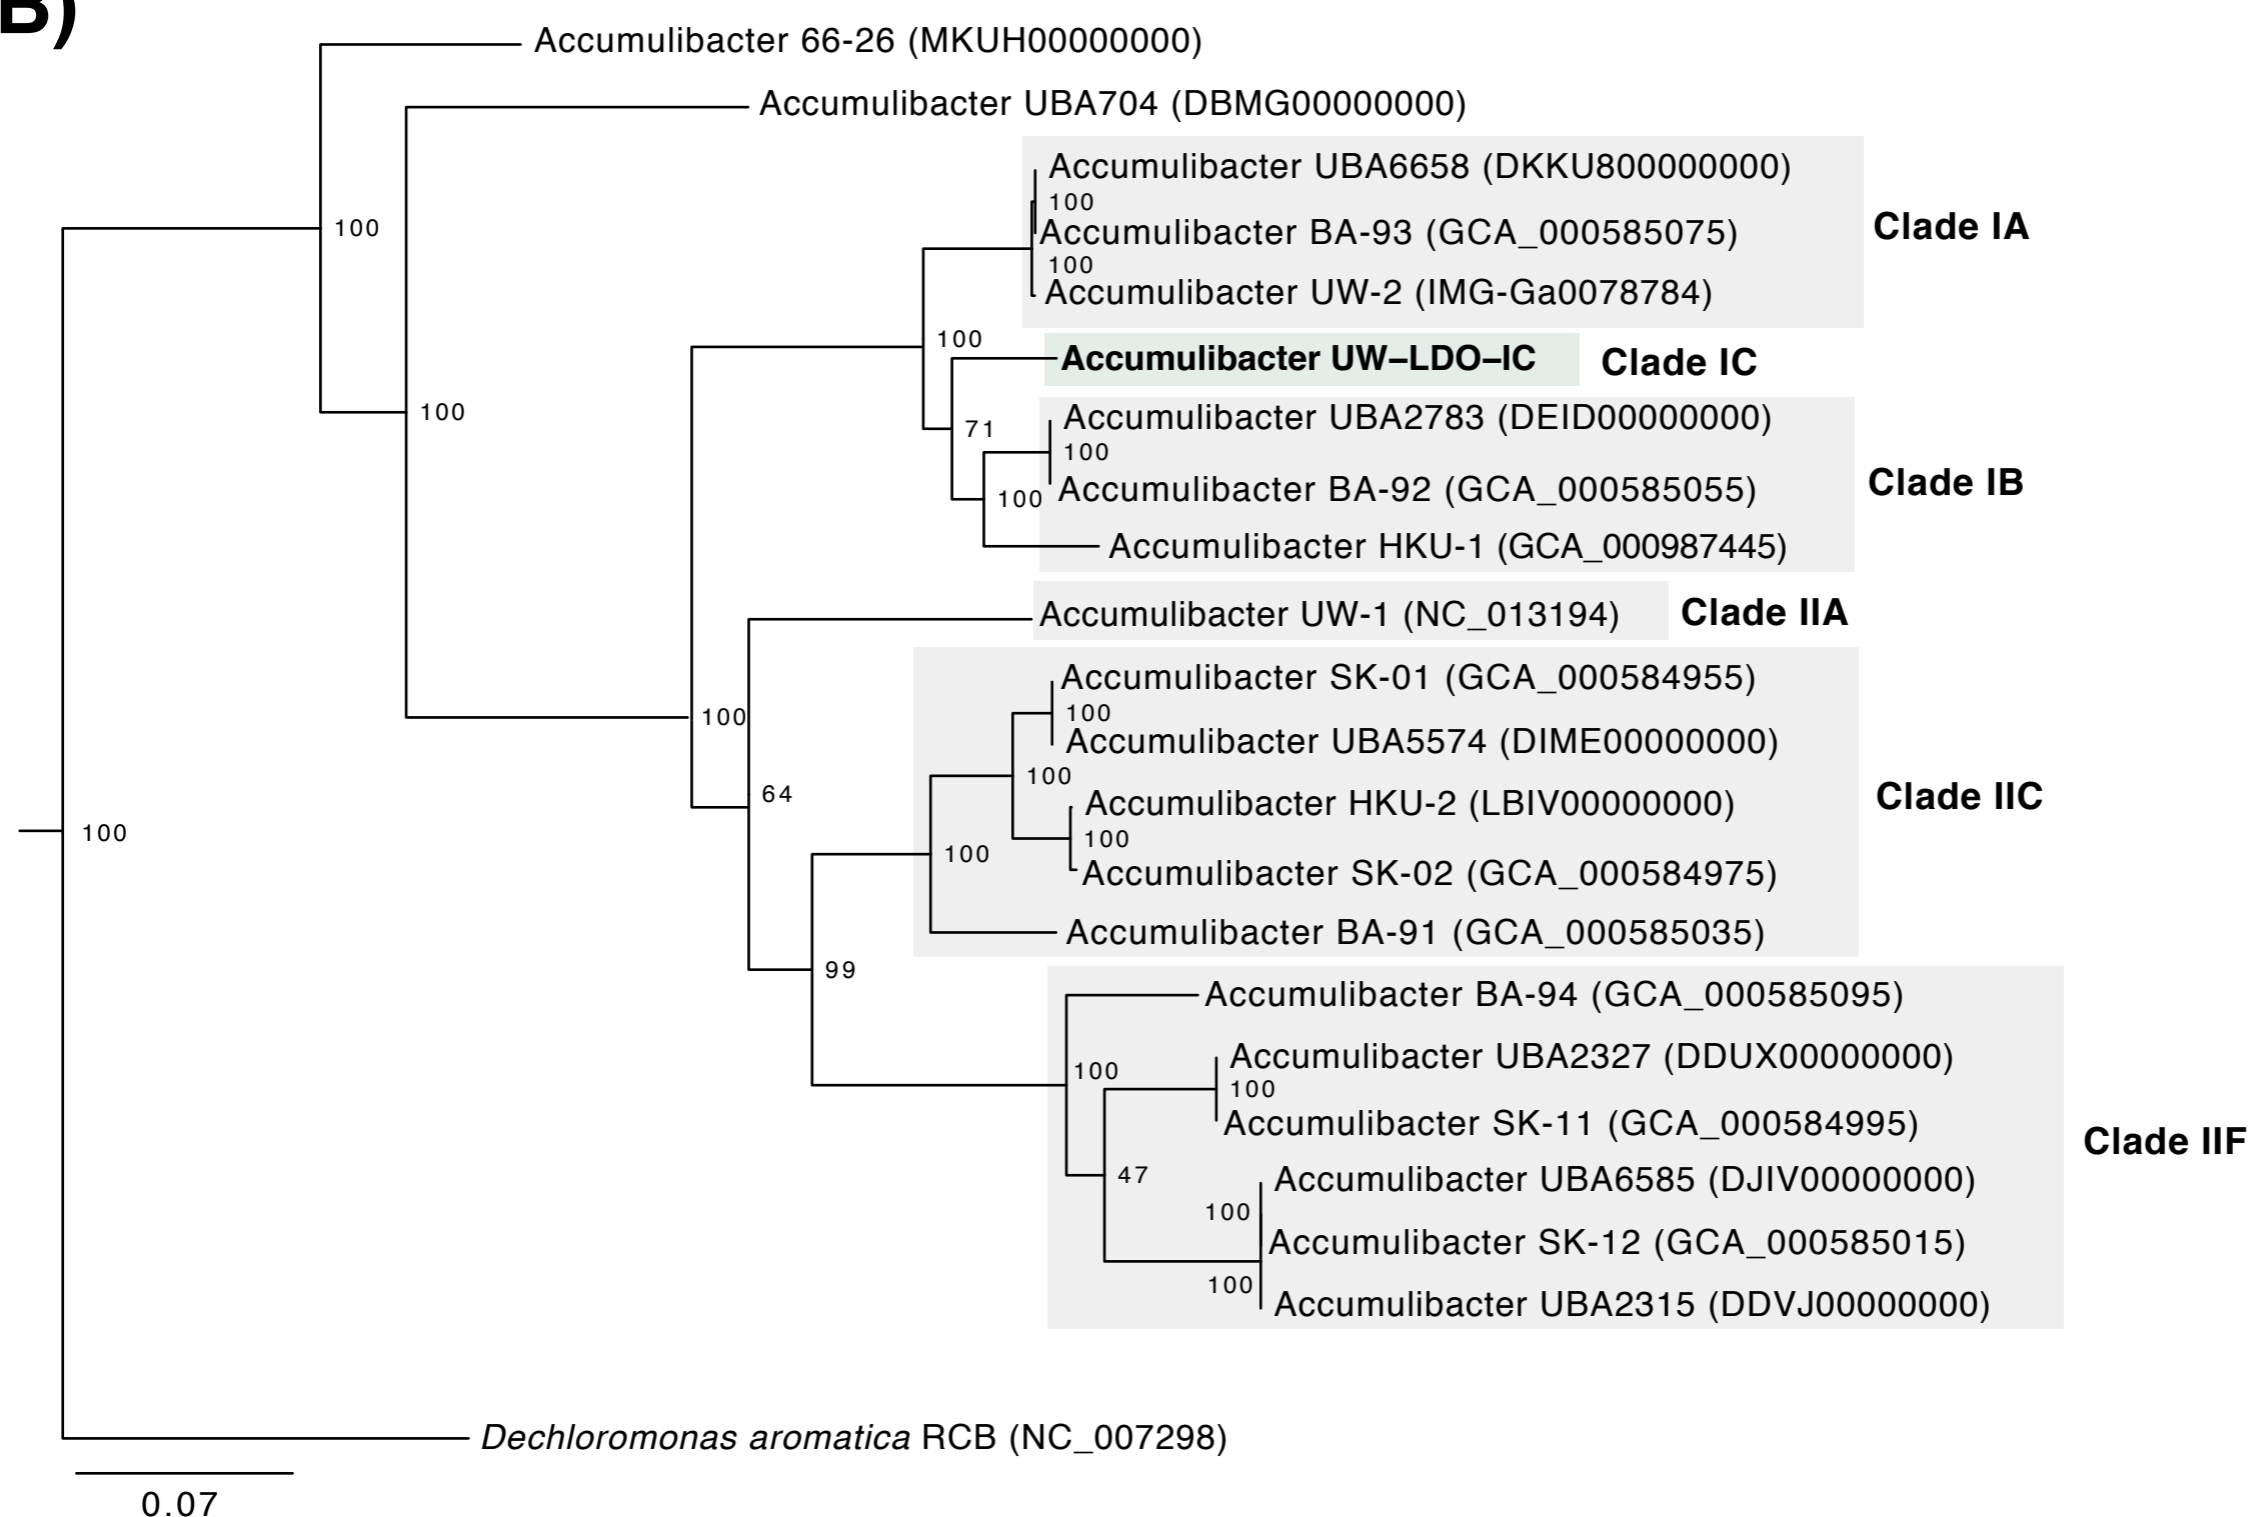 B)
Accumulibacter 66-26 (MKUH00000000)
Accumulibacter UBA704 (DBMG00000000)
Accumulibacter UBA6658 (DKKU800000000)
100
Accumulibacter BA-93 (GCA_000585075)
Clade IA
100
100
Accumulibacter UW-2 (IMG-Ga0078784)
100
Accumulibacter UW–LDO–IC
Clade IC
100
Accumulibacter UBA2783 (DEID00000000)
71
100
Accumulibacter BA-92 (GCA_000585055)
Clade IB
100
Accumulibacter HKU-1 (GCA_000987445)
Accumulibacter UW-1 (NC_013194)
Clade IIA
Accumulibacter SK-01 (GCA_000584955)
100
100
Accumulibacter UBA5574 (DIME00000000)
100
64
Accumulibacter HKU-2 (LBIV00000000)
Clade IIC
100
100
100
Accumulibacter SK-02 (GCA_000584975)
Accumulibacter BA-91 (GCA_000585035)
99
Accumulibacter BA-94 (GCA_000585095)
100
Accumulibacter UBA2327 (DDUX00000000)
100
Accumulibacter SK-11 (GCA_000584995)
Clade IIF
47
Accumulibacter UBA6585 (DJIV00000000)
100
Accumulibacter SK-12 (GCA_000585015)
100
Accumulibacter UBA2315 (DDVJ00000000)
Dechloromonas aromatica RCB (NC_007298)
0.07